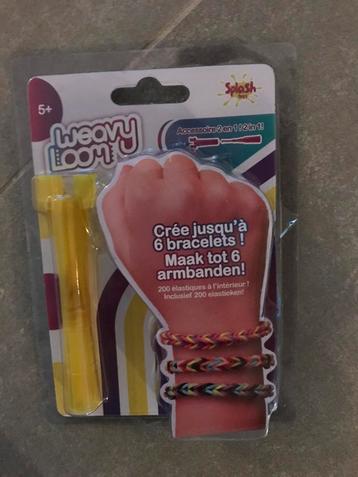 5+
Weavy
Loom
Splash
Toys
Accessoire 2 en 1 ! 2 in 1!
Crée jusqu'à
6 bracelets !
Maak tot 6
armbanden!
200 élastiques à l'intérieur !
Inclusief 200 elastieken!